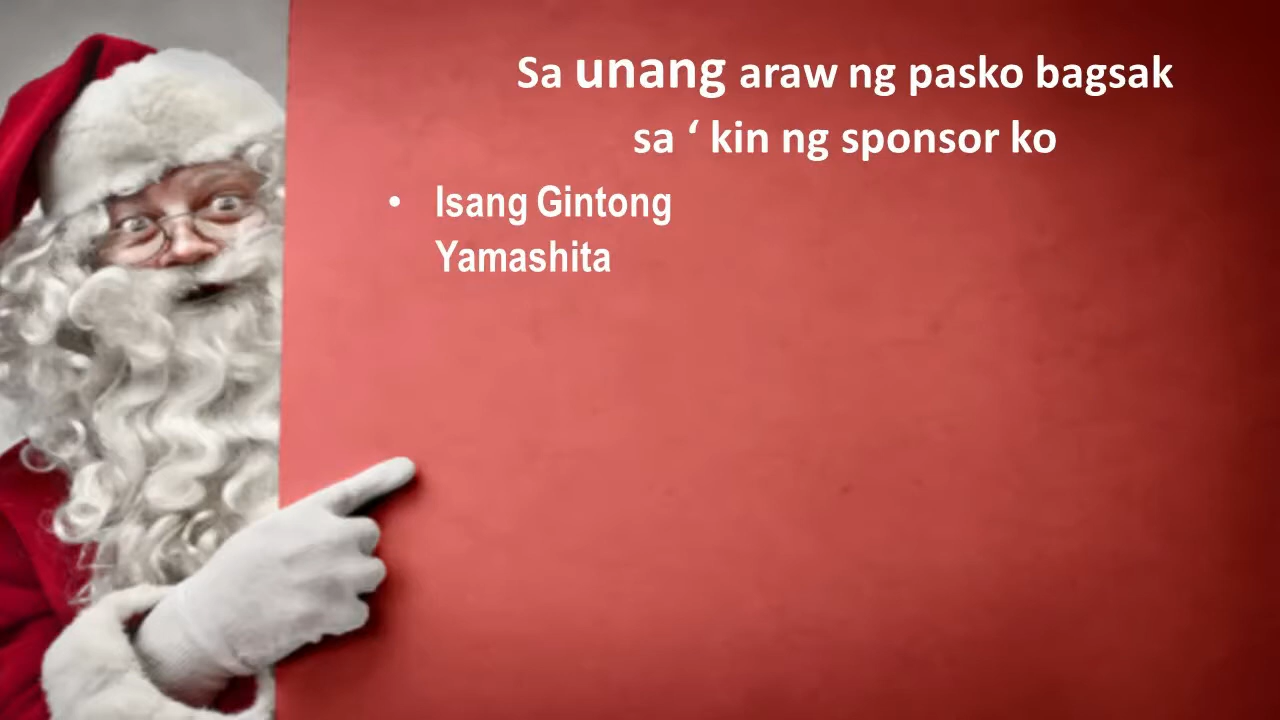 Sa unang araw ng pasko bagsak
sa ‘ kin ng sponsor ko
• Isang Gintong
Yamashita